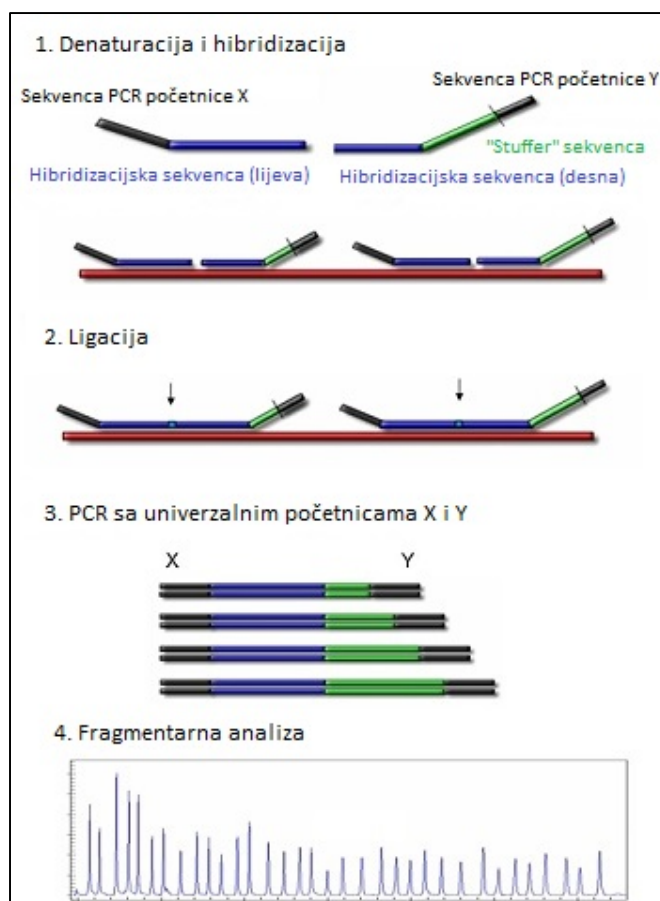 1. Denaturacija i hibridizacija
Sekvenca PCR početnice X
Sekvenca PCR početnice Y
"Stuffer" sekvenca
Hibridizacijska sekvenca (lijeva)
Hibridizacijska sekvenca (desna)
2. Ligacija
3. PCR sa univerzalnim početnicama X i Y
X
Y
4. Fragmentarna analiza